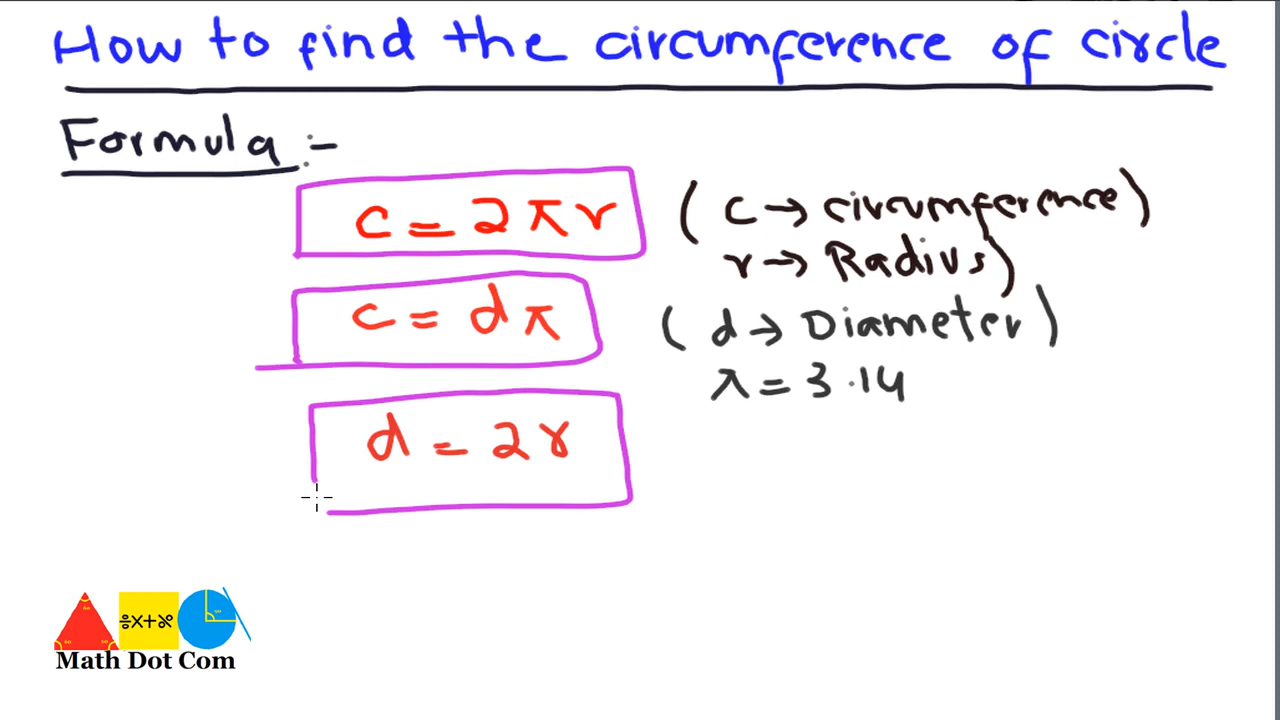 How to find the circumference of circle
Formula :-
c = 2πr
( c → circumference )
r → Radius )
c = dπ
( d → Diameter )
π = 3.14
d = 2r
÷x+%
Math Dot Com